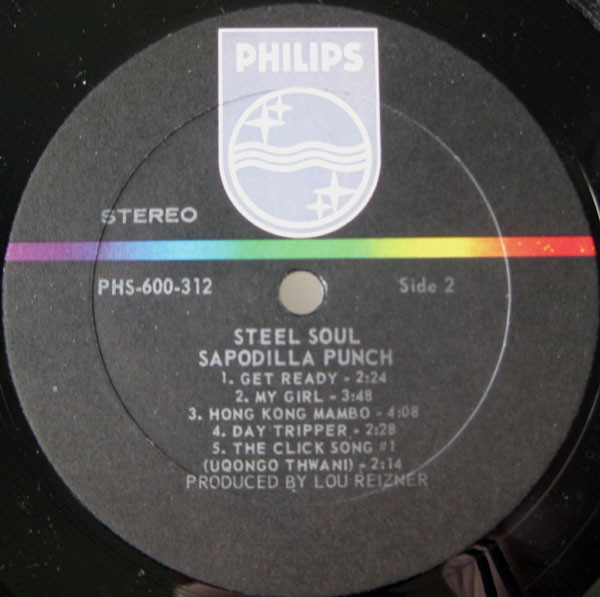 PHILIPS
STEREO
PHS-600-312
Side 2
STEEL SOUL
SAPODILLA PUNCH
1. GET READY - 2:24
2. MY GIRL - 3:48
3. HONG KONG MAMBO - 4:08
4. DAY TRIPPER - 2:28
5. THE CLICK SONG #1
(UQONGO THWANI) - 2:14
PRODUCED BY LOU REIZNER